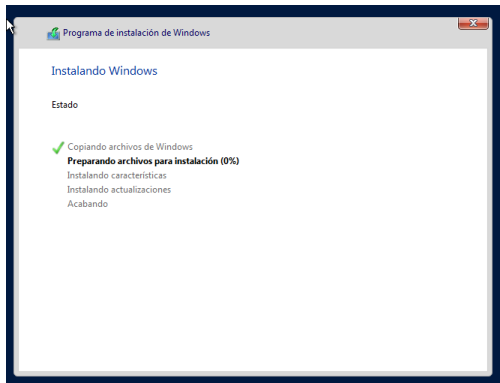 Programa de instalación de Windows
Instalando Windows
Estado
Copiando archivos de Windows
Preparando archivos para instalación (0%)
Instalando características
Instalando actualizaciones
Acabando